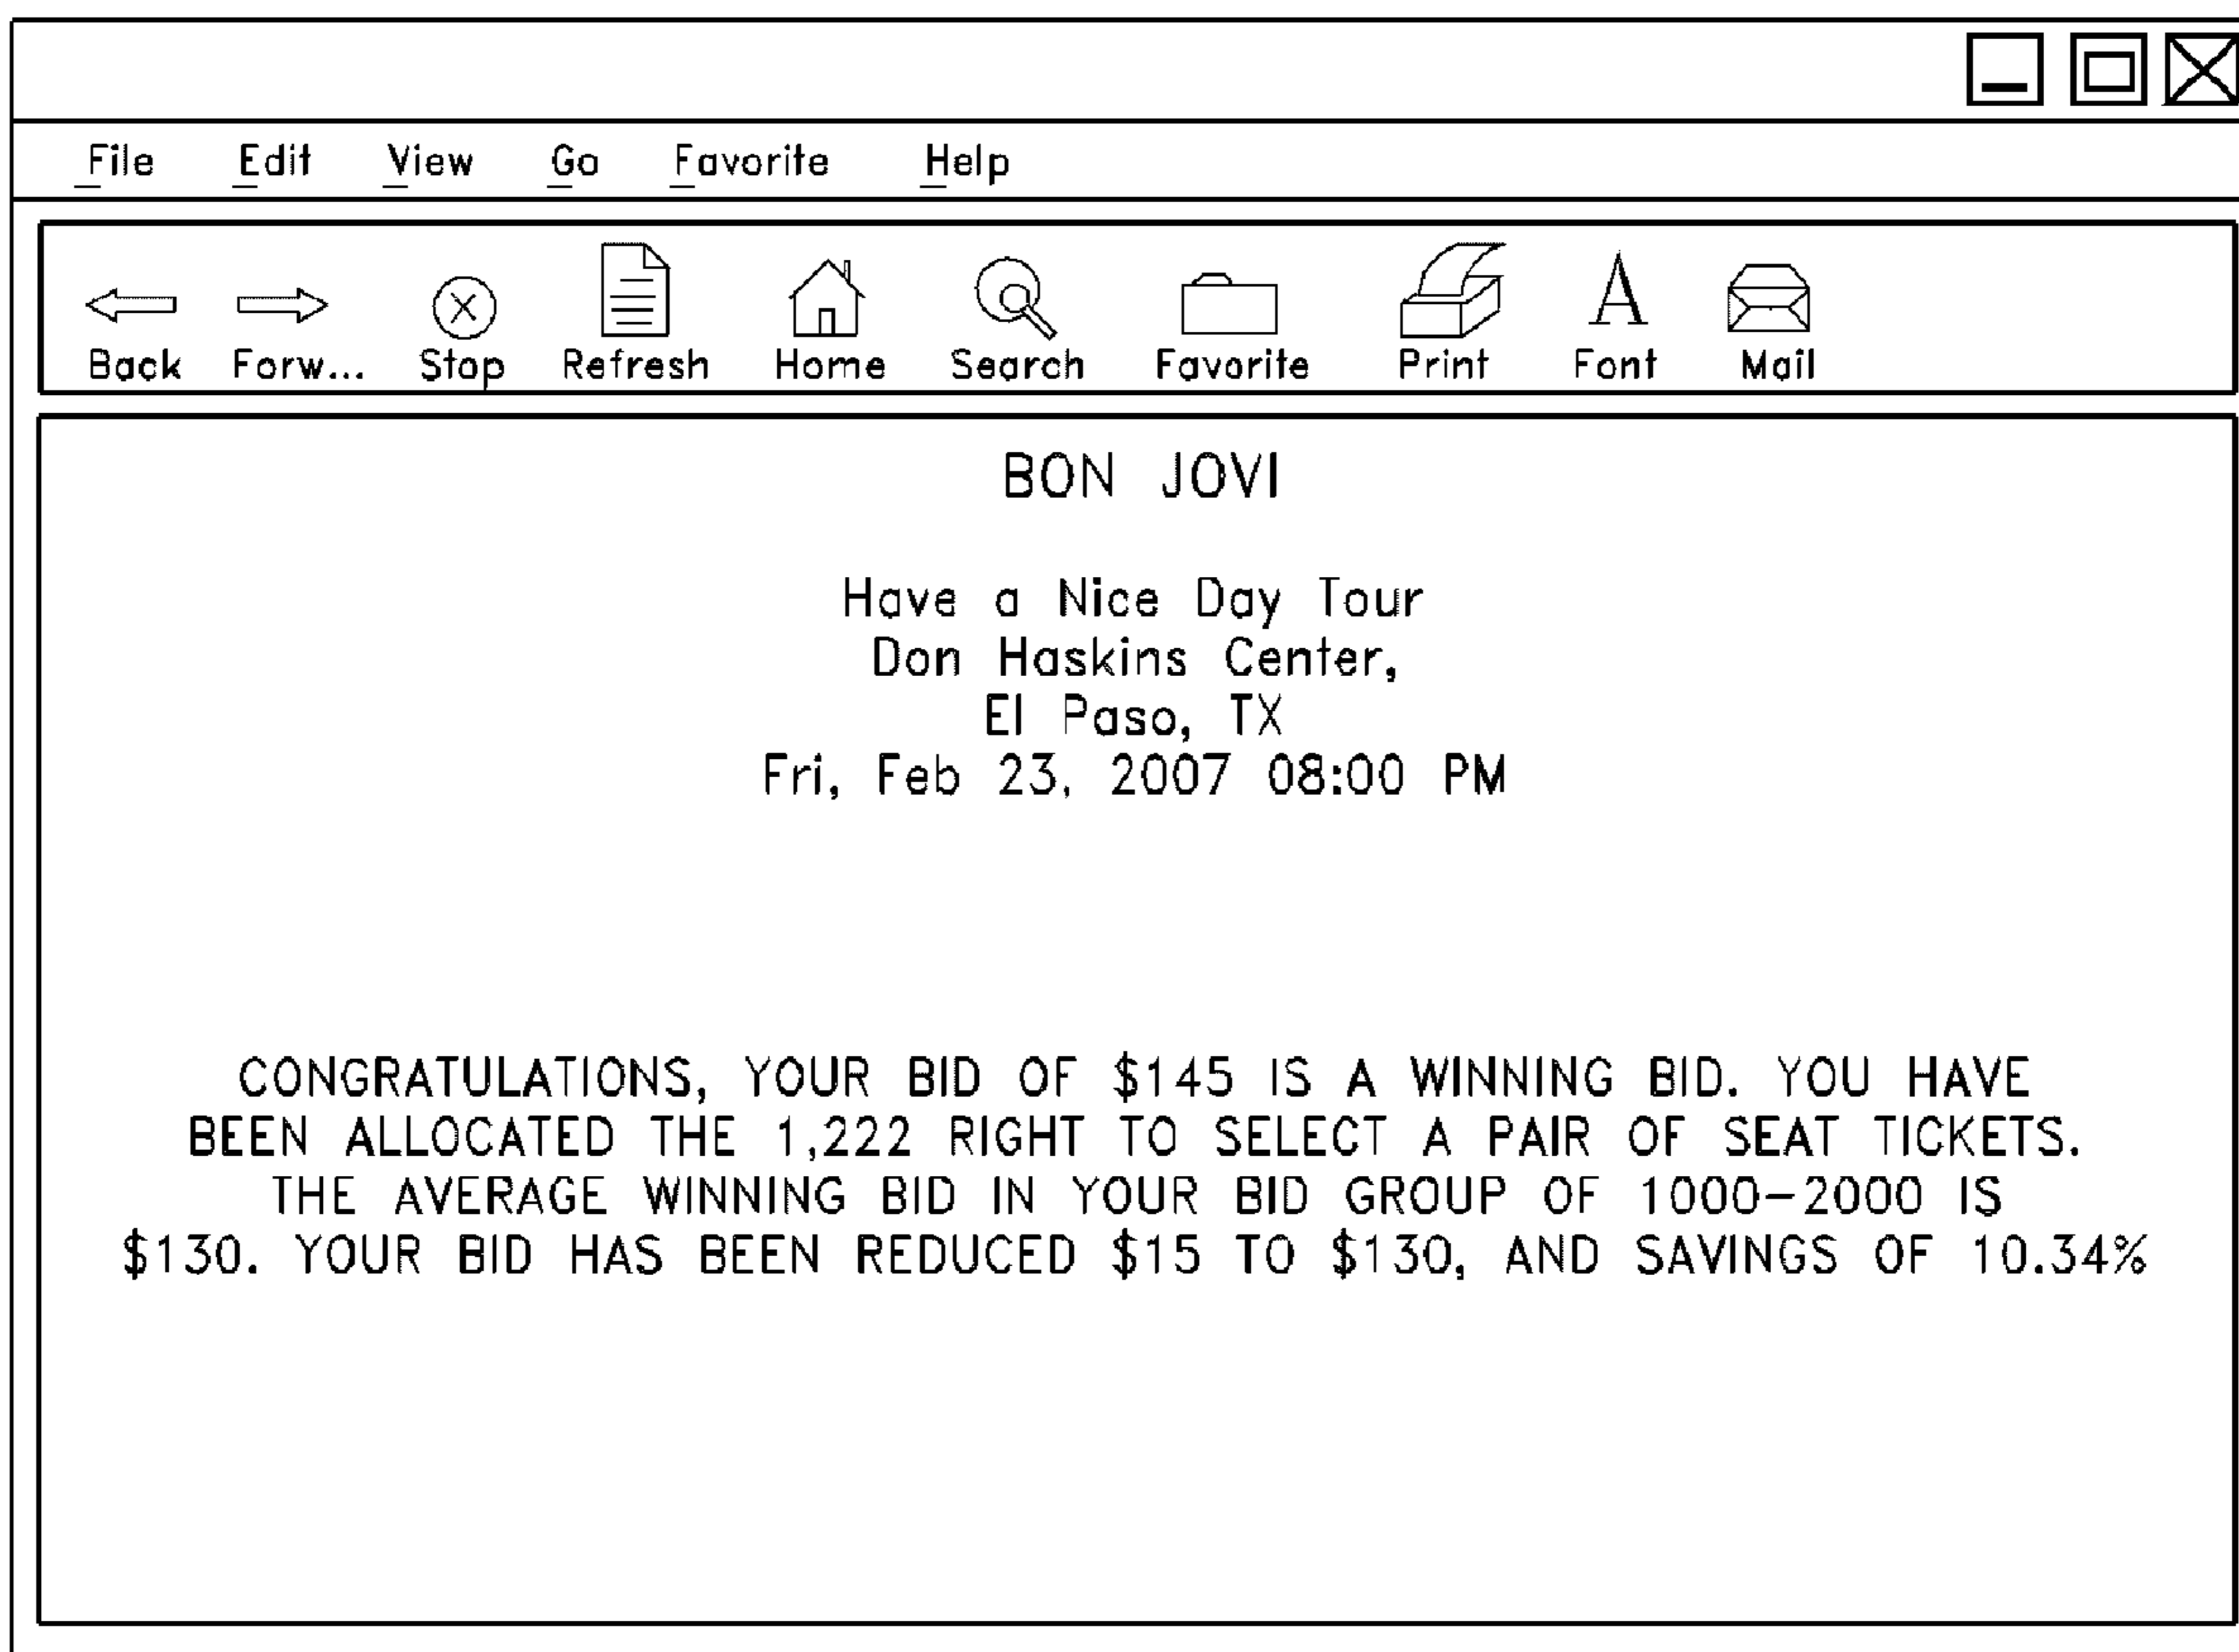 File Edit View Go Favorite Help
Back Forw... Stop Refresh Home Search Favorite Print Font Mail
BON JOVI
Have a Nice Day Tour
Don Haskins Center,
El Paso, TX
Fri, Feb 23, 2007 08:00 PM
CONGRATULATIONS, YOUR BID OF $145 IS A WINNING BID. YOU HAVE
BEEN ALLOCATED THE 1,222 RIGHT TO SELECT A PAIR OF SEAT TICKETS.
THE AVERAGE WINNING BID IN YOUR BID GROUP OF 1000-2000 IS
$130. YOUR BID HAS BEEN REDUCED $15 TO $130, AND SAVINGS OF 10.34%